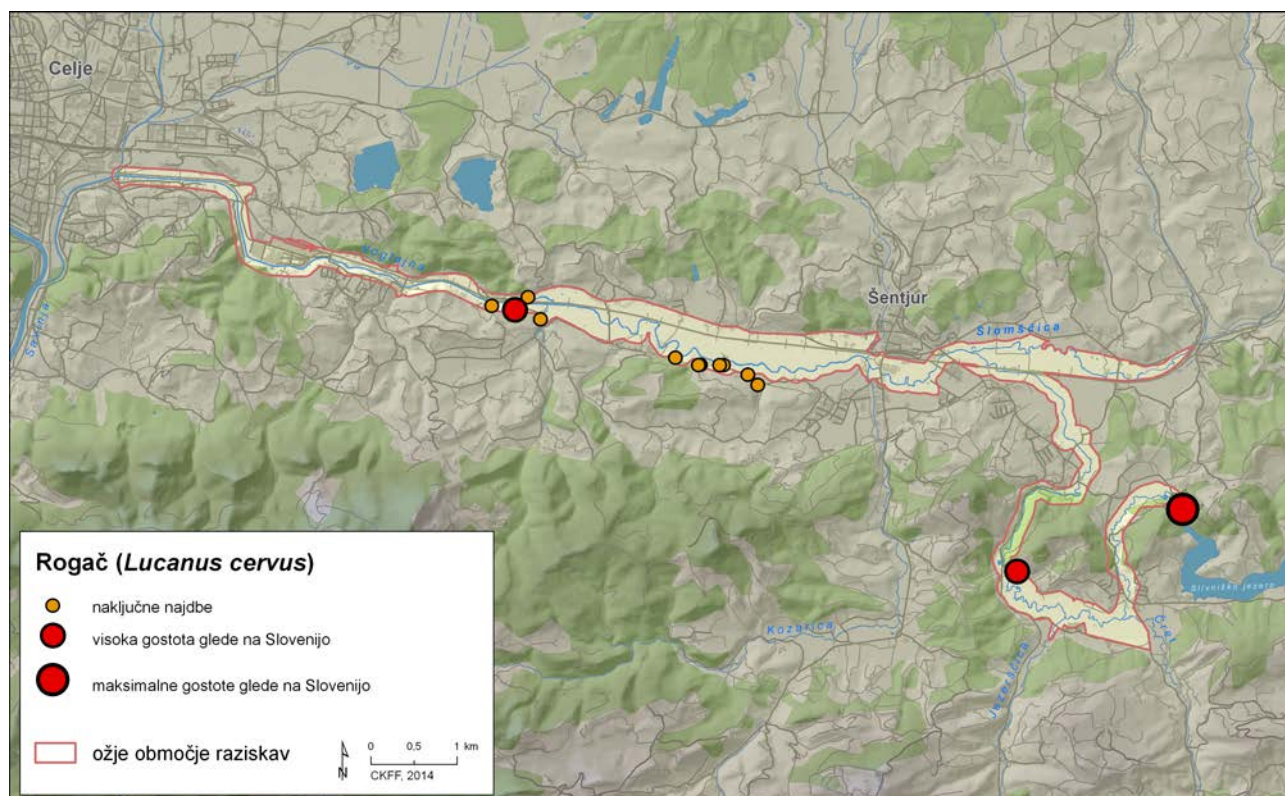 Celje
Voglajna
Savinja
Šentjur
Slomščica
Slivniško jezero
Čret
Kozarica
Jezerščica
Rogač (Lucanus cervus)
naključne najdbe
visoka gostota glede na Slovenijo
maksimalne gostote glede na Slovenijo
ožje območje raziskav
N
0 0,5 1 km
CKFF, 2014